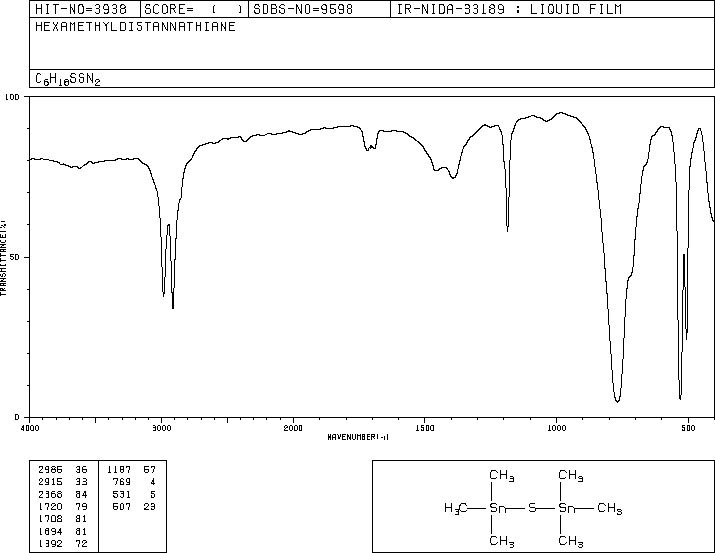 HIT-NO=3938 SCORE= ( ) SDBS-NO=9598 IR-NIDA-33189 : LIQUID FILM
HEXAMETHYLDISTANNATHIANE
C6H18SSN2
100
TRANSMITTANCE(%)
50
0
4000 3000 2000 1500 1000 500
WAVENUMBER(-1)
2985 36 1187 57
2915 33 769 4
2368 84 531 5
1720 79 507 23
1708 81
1694 81
1392 72
CH3 CH3
H3C Sn S Sn CH3
CH3 CH3